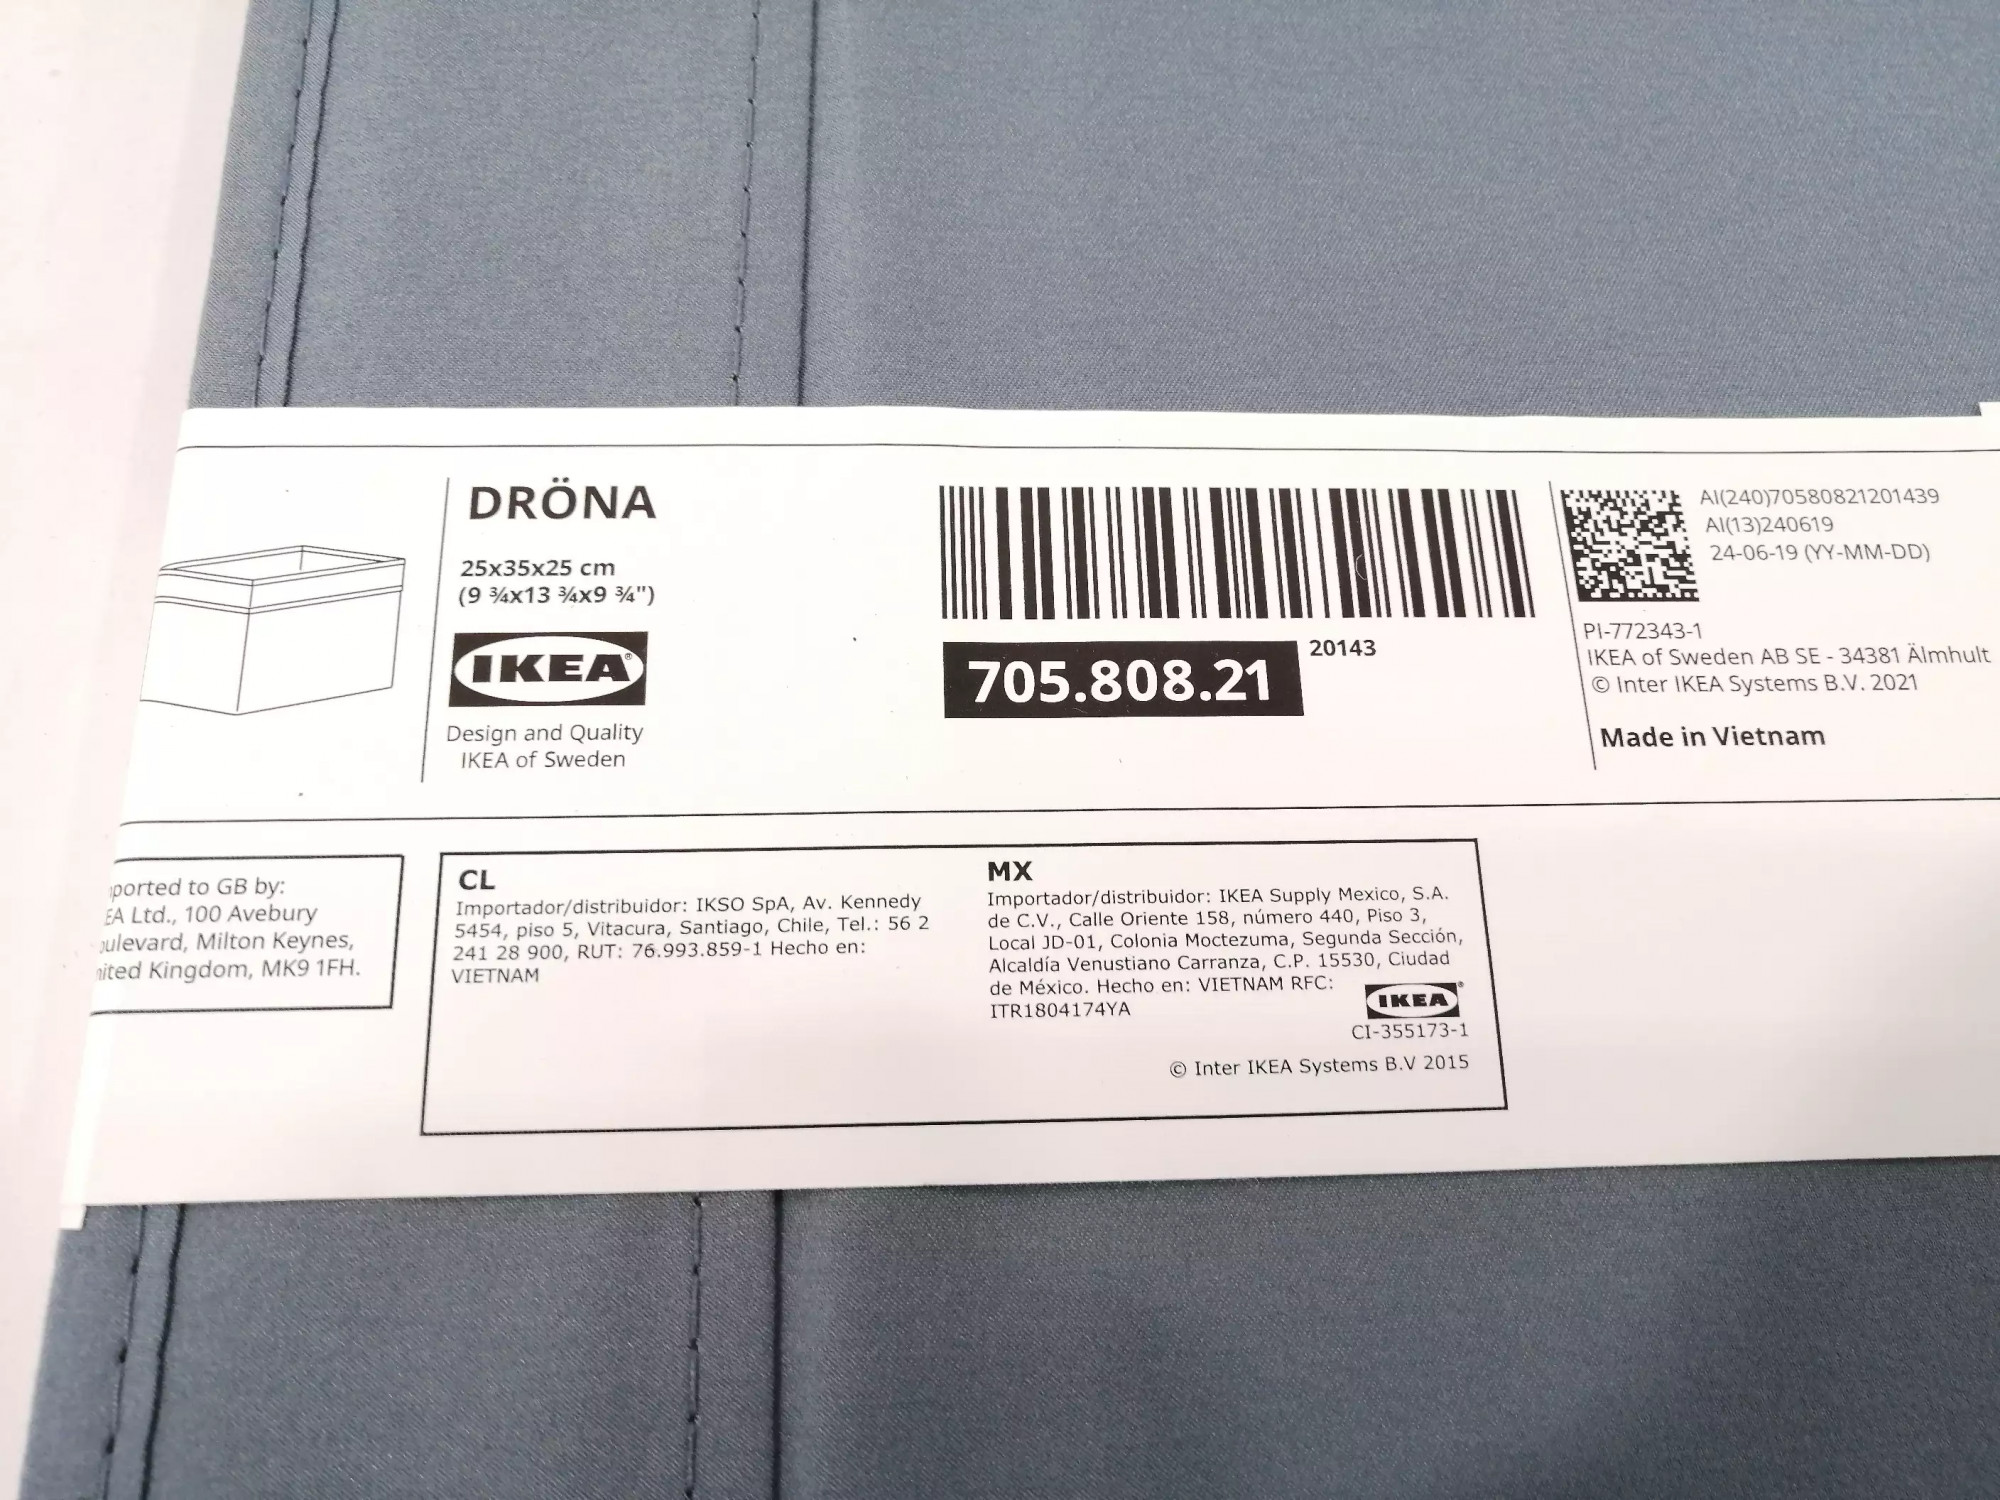 DRÖNA
25x35x25 cm
(9 ¾x13 ¾x9 ¾")
IKEA®
Design and Quality
IKEA of Sweden
705.808.21
20143
AI(240)70580821201439
AI(13)240619
24-06-19 (YY-MM-DD)
PI-772343-1
IKEA of Sweden AB SE - 34381 Älmhult
© Inter IKEA Systems B.V. 2021
Made in Vietnam
to GB by:
Ltd., 100 Avebury
Milton Keynes,
Kingdom, MK9 1FH.
CL
Importador/distribuidor: IKSO SpA, Av. Kennedy
5454, piso 5, Vitacura, Santiago, Chile, Tel.: 56 2
241 28 900, RUT: 76.993.859-1 Hecho en:
VIETNAM
MX
Importador/distribuidor: IKEA Supply Mexico, S.A.
de C.V., Calle Oriente 158, número 440, Piso 3,
Local JD-01, Colonia Moctezuma, Segunda Sección,
Alcaldía Venustiano Carranza, C.P. 15530, Ciudad
de México. Hecho en: VIETNAM RFC:
ITR1804174YA
IKEA®
CI-355173-1
© Inter IKEA Systems B.V 2015